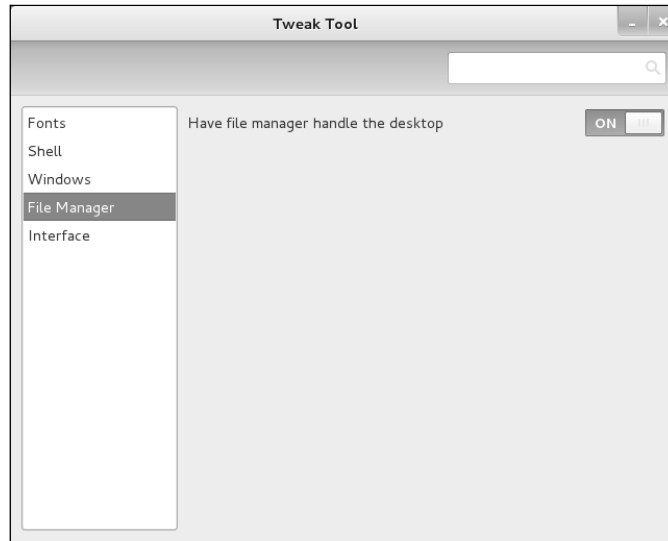 Tweak Tool
Fonts
Shell
Windows
File Manager
Interface
Have file manager handle the desktop
ON